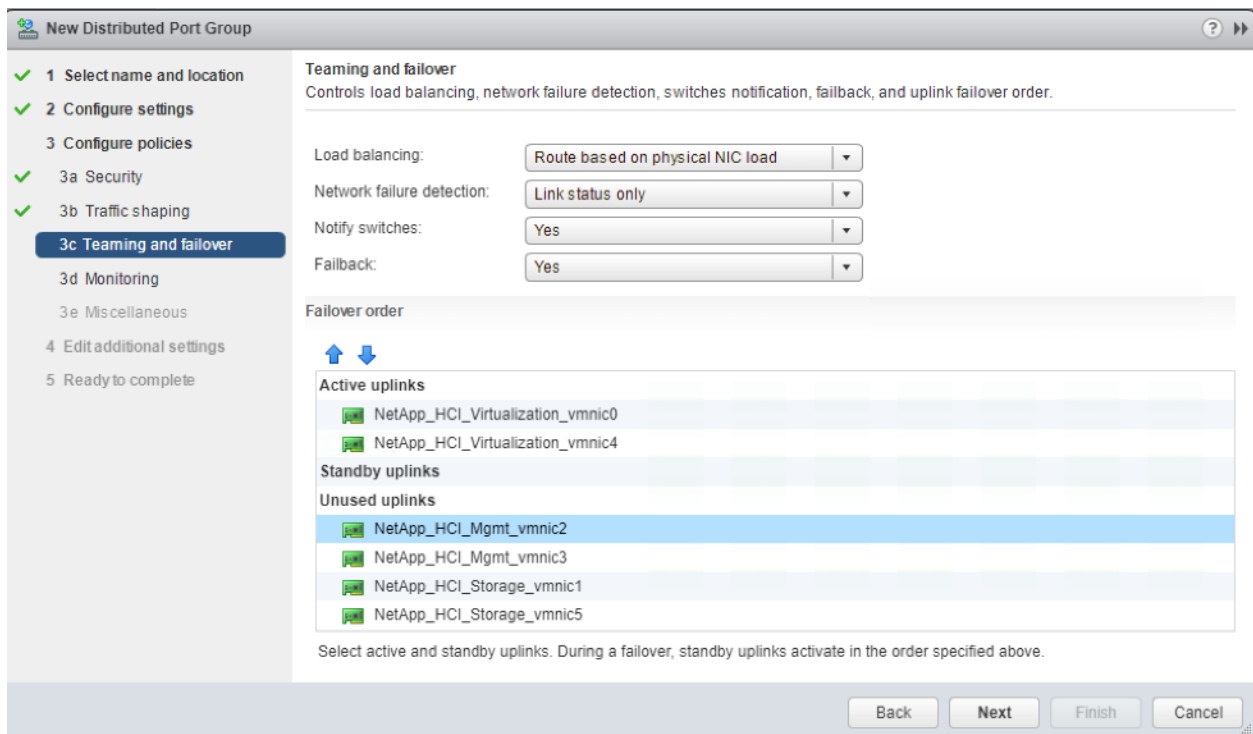 New Distributed Port Group
?
1 Select name and location
2 Configure settings
3 Configure policies
3a Security
3b Traffic shaping
3c Teaming and failover
3d Monitoring
3e Miscellaneous
4 Edit additional settings
5 Ready to complete
Teaming and failover
Controls load balancing, network failure detection, switches notification, failback, and uplink failover order.
Load balancing: Route based on physical NIC load
Network failure detection: Link status only
Notify switches: Yes
Failback: Yes
Failover order
Active uplinks
NetApp_HCI_Virtualization_vmnic0
NetApp_HCI_Virtualization_vmnic4
Standby uplinks
Unused uplinks
NetApp_HCI_Mgmt_vmnic2
NetApp_HCI_Mgmt_vmnic3
NetApp_HCI_Storage_vmnic1
NetApp_HCI_Storage_vmnic5
Select active and standby uplinks. During a failover, standby uplinks activate in the order specified above.
Back Next Finish Cancel